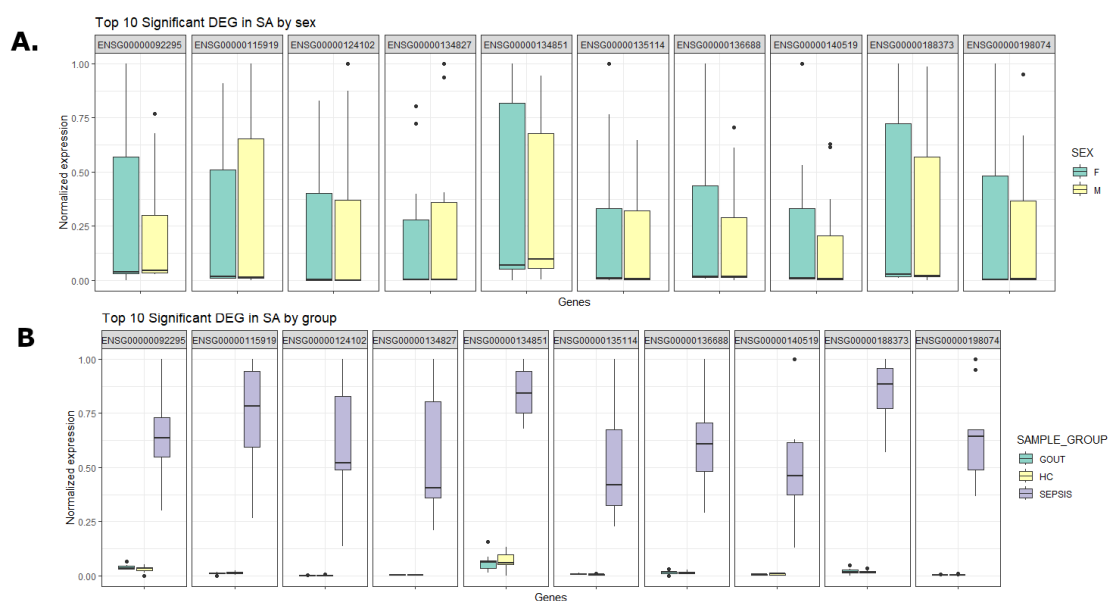 A.
Top 10 Significant DEG in SA by sex
ENSG00000092295 ENSG00000115919 ENSG00000124102 ENSG00000134827 ENSG00000134851 ENSG00000135114 ENSG00000136688 ENSG00000140519 ENSG00000188373 ENSG00000198074
Normalized expression
1.00
0.75
0.50
0.25
0.00
Genes
SEX
F
M
B
Top 10 Significant DEG in SA by group
ENSG00000092295 ENSG00000115919 ENSG00000124102 ENSG00000134827 ENSG00000134851 ENSG00000135114 ENSG00000136688 ENSG00000140519 ENSG00000188373 ENSG00000198074
Normalized expression
1.00
0.75
0.50
0.25
0.00
Genes
SAMPLE_GROUP
GOUT
HC
SEPSIS